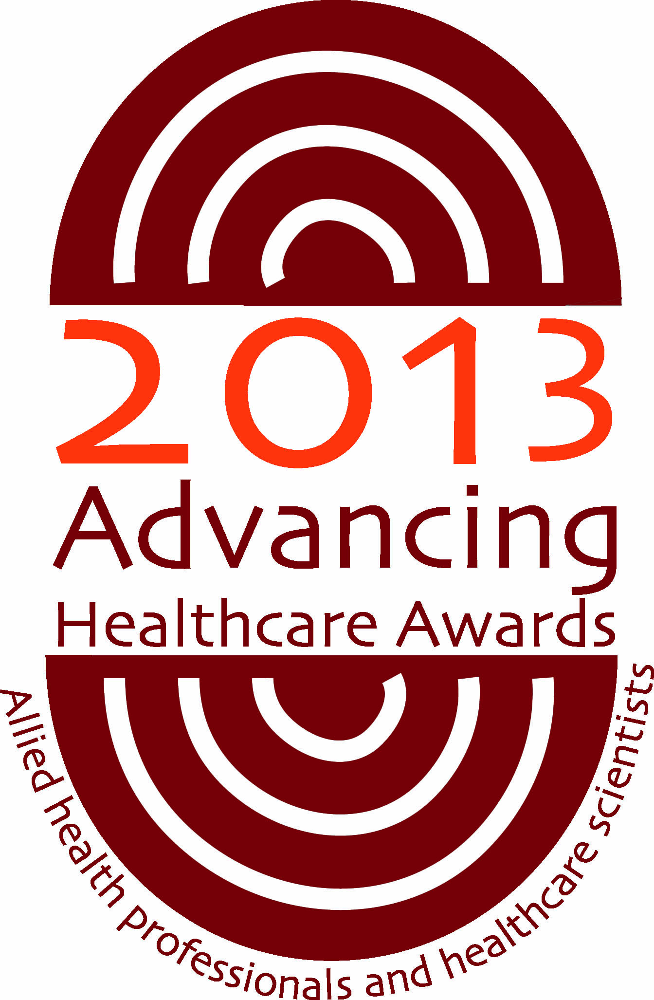 2013
Advancing
Healthcare Awards
Allied health professionals and healthcare scientists